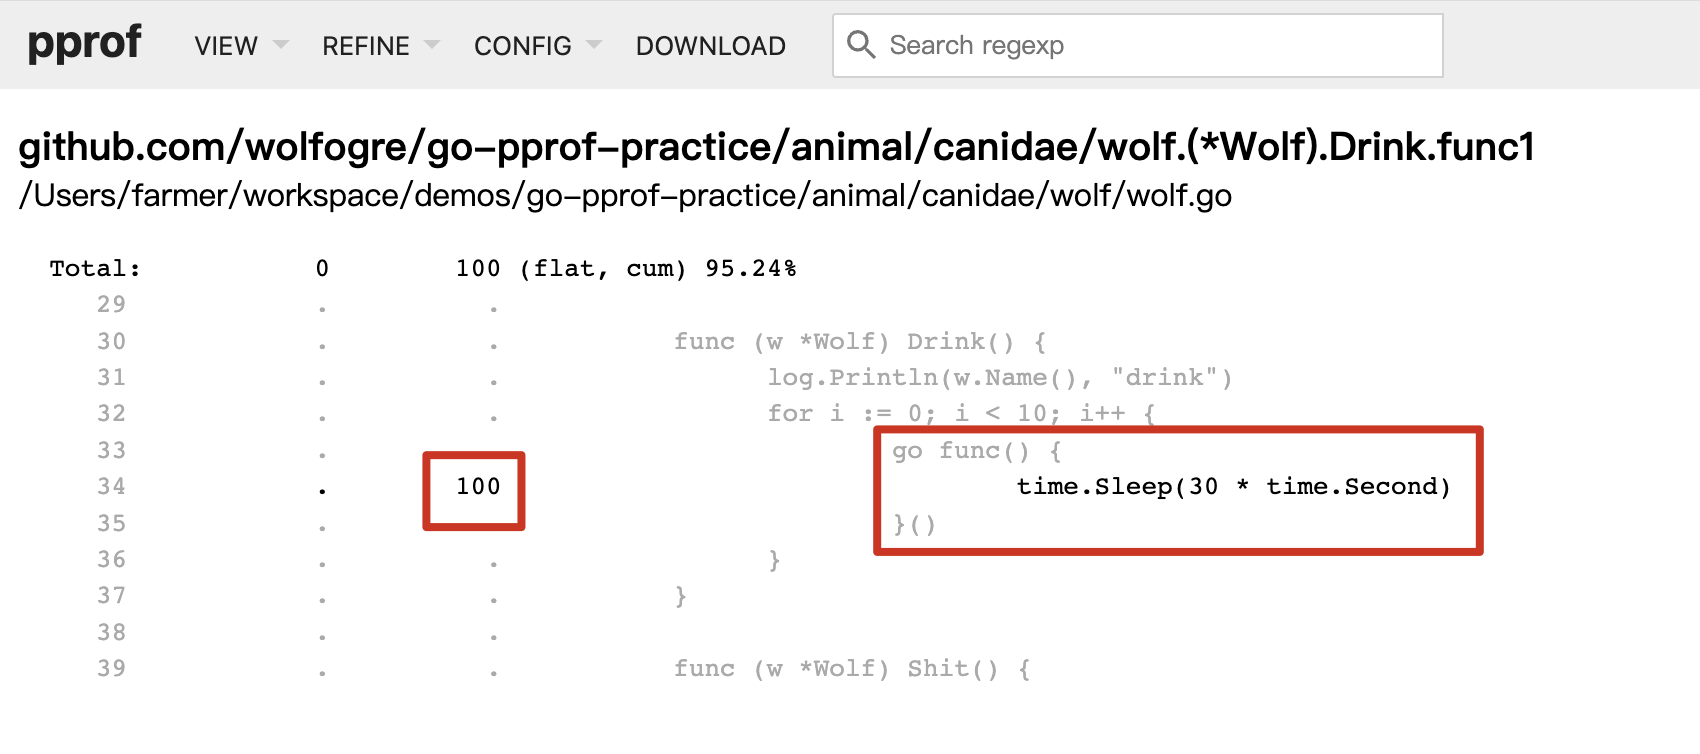 pprof VIEW REFINE CONFIG DOWNLOAD Search regexp
github.com/wolfogre/go-pprof-practice/animal/canidae/wolf.(*Wolf).Drink.func1
/Users/farmer/workspace/demos/go-pprof-practice/animal/canidae/wolf/wolf.go
Total: 0 100 (flat, cum) 95.24%
29 . .
30 . . func (w *Wolf) Drink() {
31 . . log.Println(w.Name(), "drink")
32 . . for i := 0; i < 10; i++ {
33 . go func() {
34 . 100 time.Sleep(30 * time.Second)
35 . }()
36 . . }
37 . . }
38 . .
39 . . func (w *Wolf) Shit() {